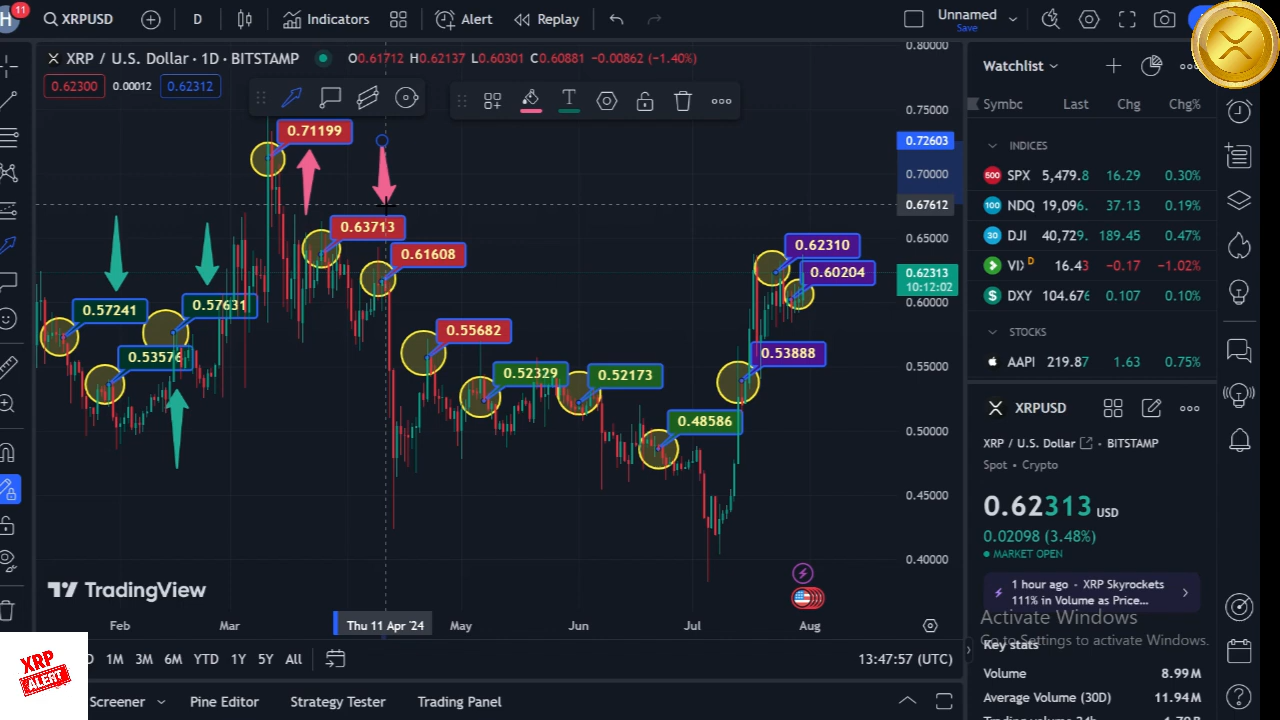 H 11 XRPUSD D Indicators Alert Replay Unnamed
Save
XRP / U.S. Dollar · 1D · BITSTAMP O0.61712 H0.62137 L0.60301 C0.60881 -0.00862 (-1.40%)
0.62300 0.00012 0.62312
0.71199
0.63713
0.61608
0.57241
0.57631
0.53576
0.55682
0.52329
0.52173
0.48586
0.62310
0.60204
0.53888
0.80000
0.75000
0.72603
0.70000
0.67612
0.65000
0.62313
10:12:02
0.60000
0.55000
0.50000
0.45000
0.40000
TradingView
Feb Mar Thu 11 Apr '24 May Jun Jul Aug
D 1M 3M 6M YTD 1Y 5Y All 13:47:57 (UTC)
Screener Pine Editor Strategy Tester Trading Panel
XRP
ALERT
Watchlist
Symbc Last Chg Chg%
INDICES
500 SPX 5,479.8 16.29 0.30%
100 NDQ 19,096. 37.13 0.19%
30 DJI 40,729. 189.45 0.47%
VI D 16.43 -0.17 -1.02%
$ DXY 104.676 0.107 0.10%
STOCKS
AAPI 219.87 1.63 0.75%
XRPUSD
XRP / U.S. Dollar · BITSTAMP
Spot · Crypto
0.62313 USD
0.02098 (3.48%)
MARKET OPEN
1 hour ago · XRP Skyrockets
111% in Volume as Price...
Activate Windows
Go to Settings to activate Windows.
Key stats
Volume 8.99M
Average Volume (30D) 11.94M